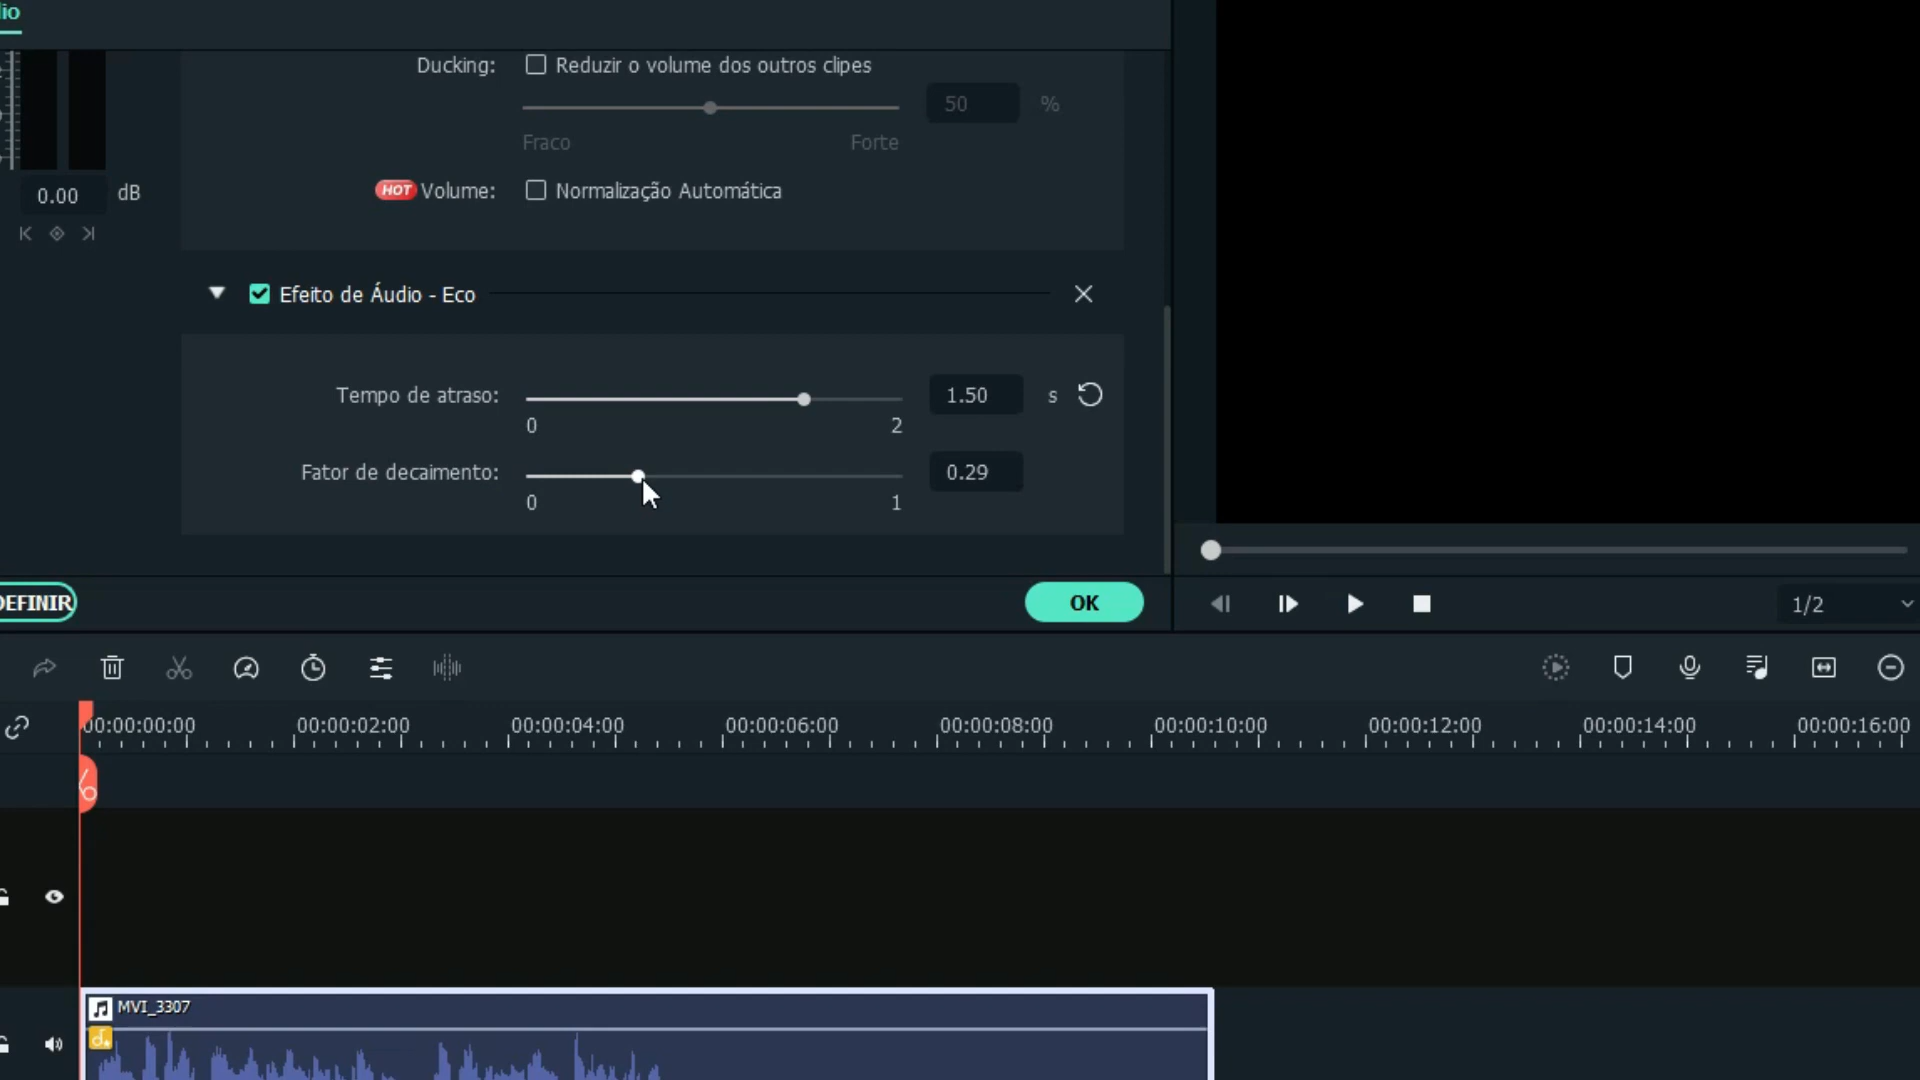 io
Ducking: Reduzir o volume dos outros clipes
50 %
Fraco Forte
HOT Volume: Normalização Automática
0.00 dB
Efeito de Áudio - Eco
Tempo de atraso: 1.50 s
0 2
Fator de decaimento: 0.29
0 1
DEFINIR OK
1/2
00:00:00:00 00:00:02:00 00:00:04:00 00:00:06:00 00:00:08:00 00:00:10:00 00:00:12:00 00:00:14:00 00:00:16:00
MVI_3307